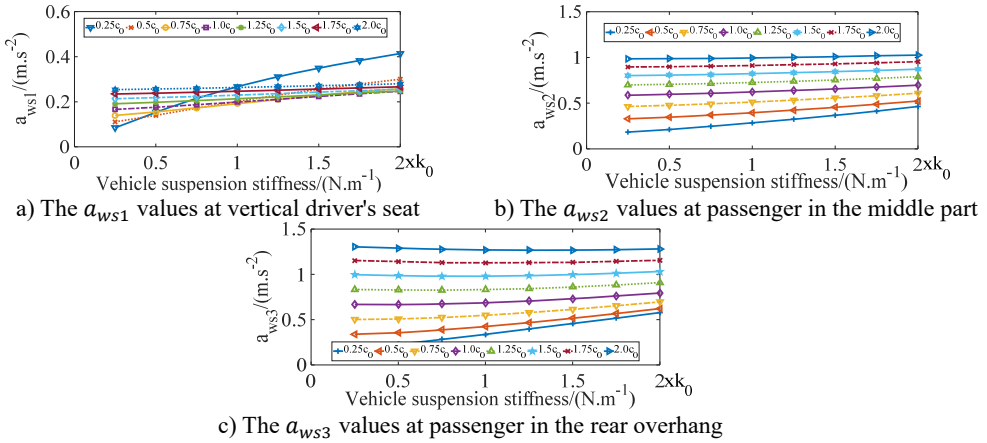 0.6
0.25c₀ 0.5c₀ 0.75c₀ 1.0c₀ 1.25c₀ 1.5c₀ 1.75c₀ 2.0c₀
0.4
0.2
0
a_ws1/(m.s⁻²)
0 0.5 1 1.5 2xk₀
Vehicle suspension stiffness/(N.m⁻¹)
a) The a_ws1 values at vertical driver's seat
1.5
0.25c₀ 0.5c₀ 0.75c₀ 1.0c₀ 1.25c₀ 1.5c₀ 1.75c₀ 2.0c₀
1
0.5
0
a_ws2/(m.s⁻²)
0 0.5 1 1.5 2xk₀
Vehicle suspension stiffness/(N.m⁻¹)
b) The a_ws2 values at passenger in the middle part
1.5
1
0.5
0
a_ws3/(m.s⁻²)
0.25c₀ 0.5c₀ 0.75c₀ 1.0c₀ 1.25c₀ 1.5c₀ 1.75c₀ 2.0c₀
0 0.5 1 1.5 2xk₀
Vehicle suspension stiffness/(N.m⁻¹)
c) The a_ws3 values at passenger in the rear overhang